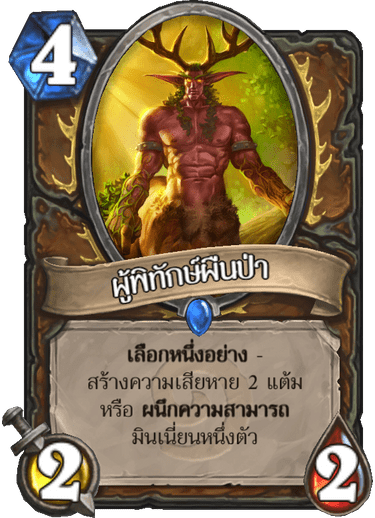 4
ผู้พิทักษ์ผืนป่า
เลือกหนึ่งอย่าง -
สร้างความเสียหาย 2 แต้ม
หรือ ผนึกความสามารถ
มินเนี่ยนหนึ่งตัว
2
2